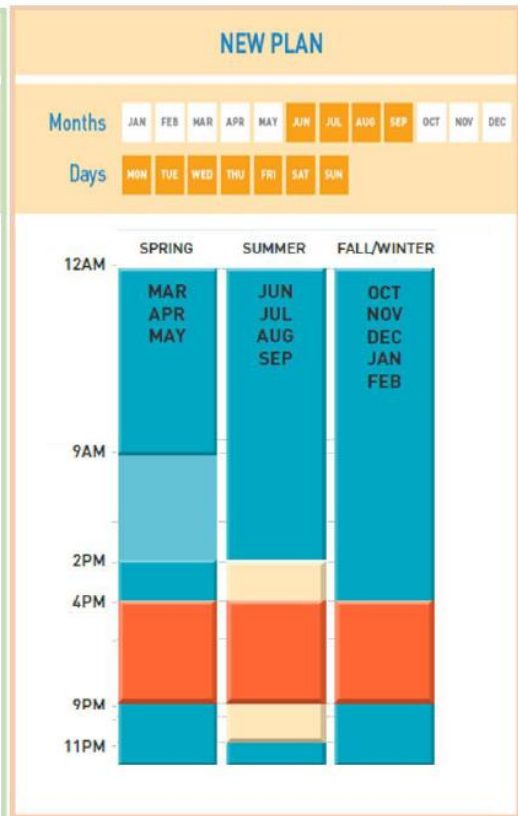 NEW PLAN
Months JAN FEB MAR APR MAY JUN JUL AUG SEP OCT NOV DEC
Days MON TUE WED THU FRI SAT SUN
SPRING SUMMER FALL/WINTER
12AM
MAR JUN OCT
APR JUL NOV
MAY AUG DEC
SEP JAN
FEB
9AM
2PM
4PM
9PM
11PM